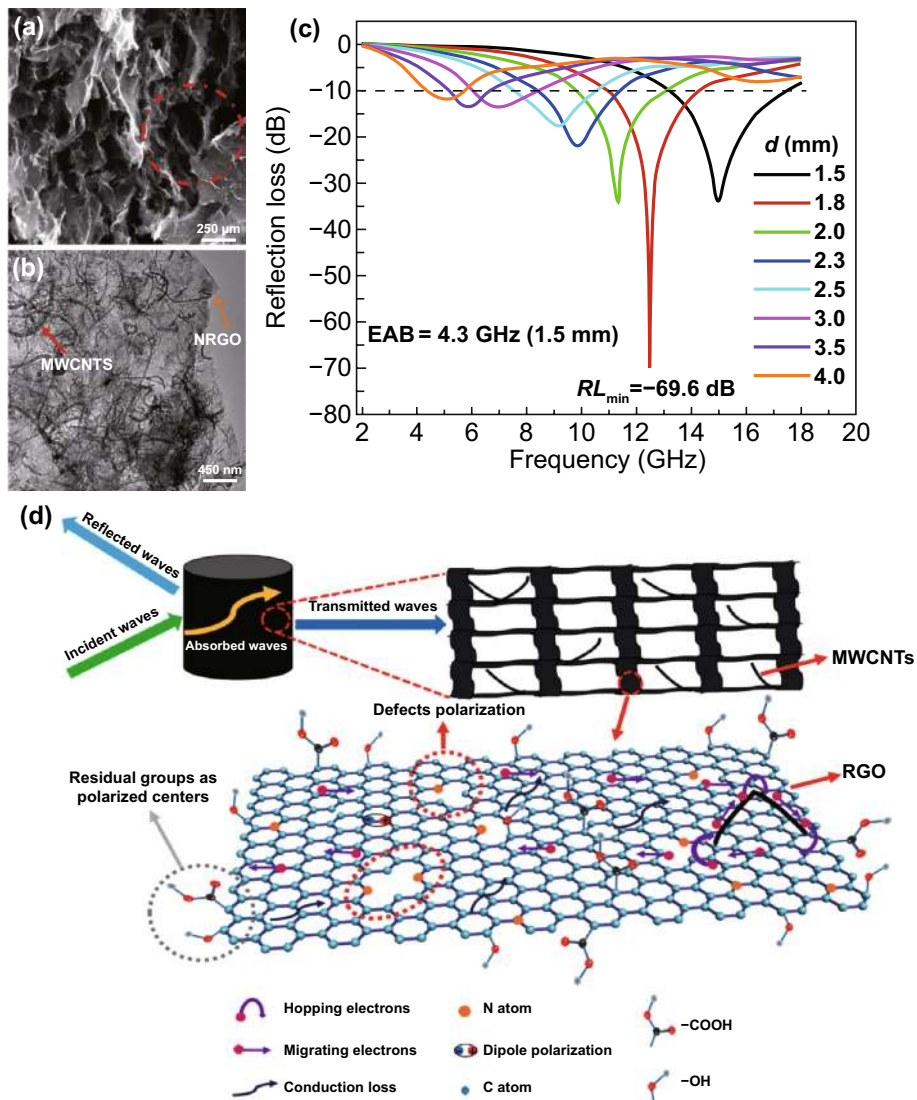 (a)
250 μm
(b)
NRGO
MWCNTS
450 nm
(c)
Reflection loss (dB)
0
−10
−20
−30
−40
−50
−60
−70
−80
d (mm)
1.5
1.8
2.0
2.3
2.5
3.0
3.5
4.0
EAB = 4.3 GHz (1.5 mm)
RLmin=−69.6 dB
2 4 6 8 10 12 14 16 18 20
Frequency (GHz)
(d)
Reflected waves
Incident waves
Absorbed waves
Transmitted waves
MWCNTs
Defects polarization
Residual groups as
polarized centers
RGO
Hopping electrons
N atom
−COOH
Migrating electrons
Dipole polarization
Conduction loss
C atom
−OH